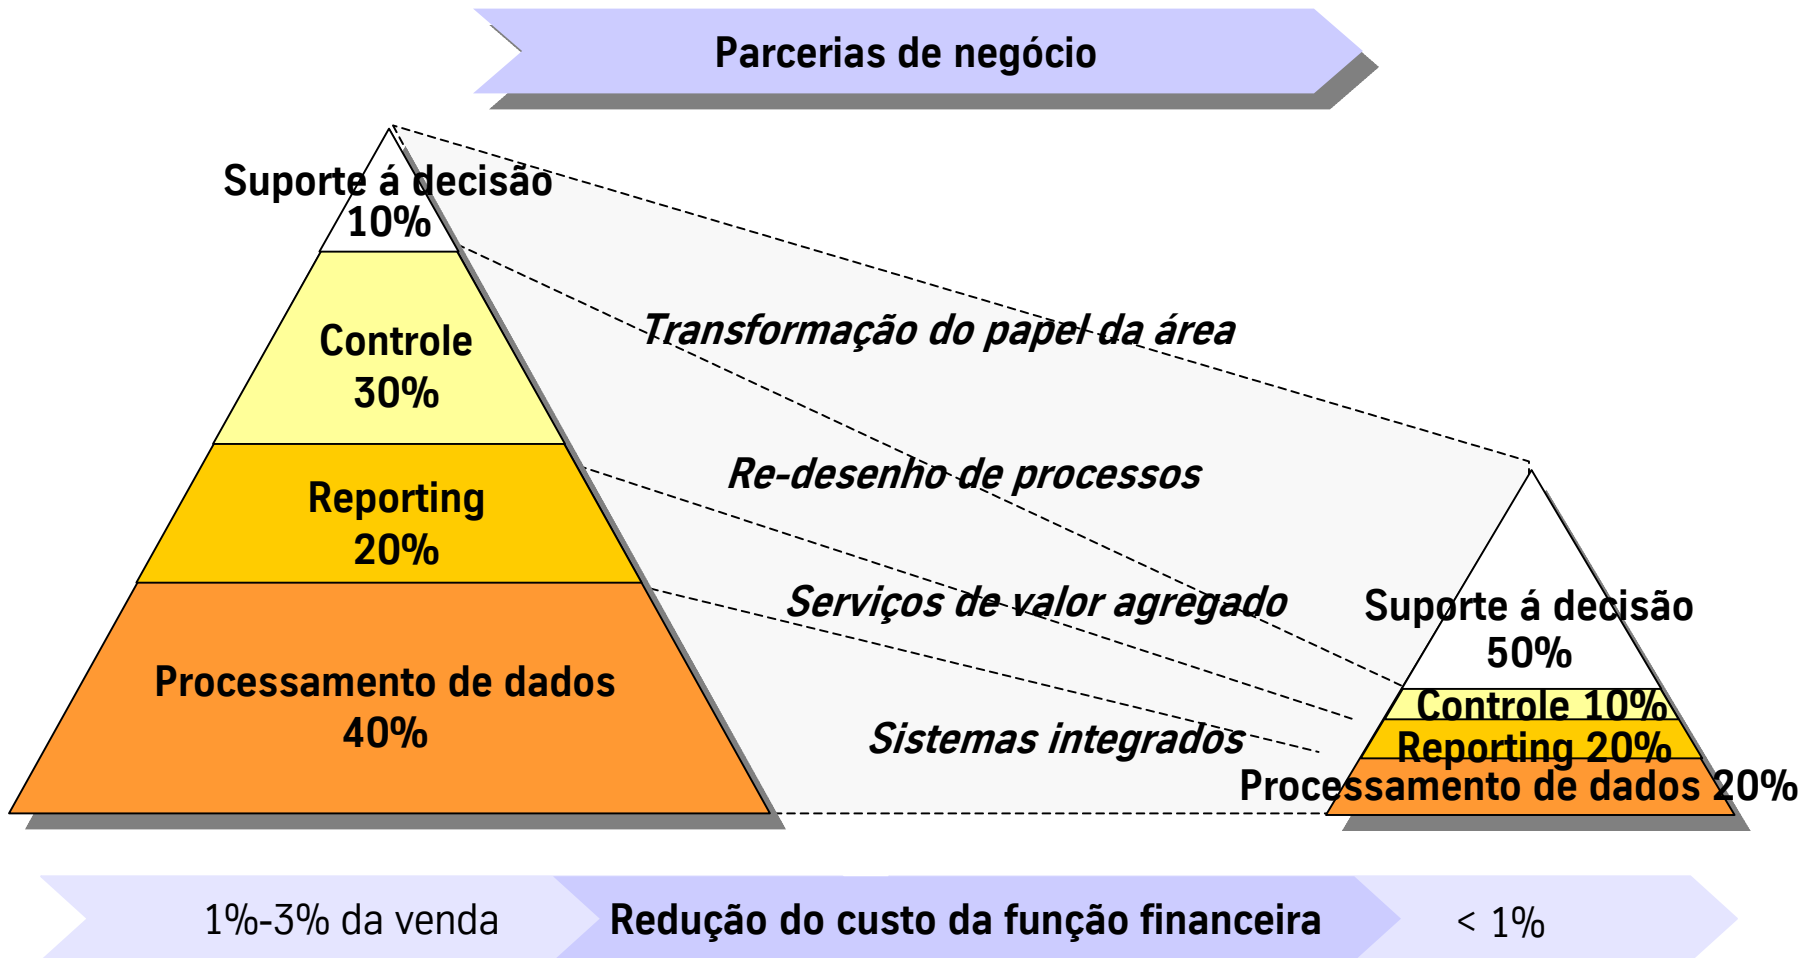 Parcerias de negócio
Suporte á decisão
10%
Controle
30%
Reporting
20%
Processamento de dados
40%
Transformação do papel da área
Re-desenho de processos
Serviços de valor agregado
Sistemas integrados
Suporte á decisão
50%
Controle 10%
Reporting 20%
Processamento de dados 20%
1%-3% da venda
Redução do custo da função financeira
< 1%